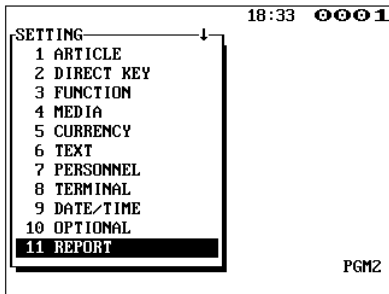 18:33 0001
SETTING ↓
1 ARTICLE
2 DIRECT KEY
3 FUNCTION
4 MEDIA
5 CURRENCY
6 TEXT
7 PERSONNEL
8 TERMINAL
9 DATE/TIME
10 OPTIONAL
11 REPORT
PGM2